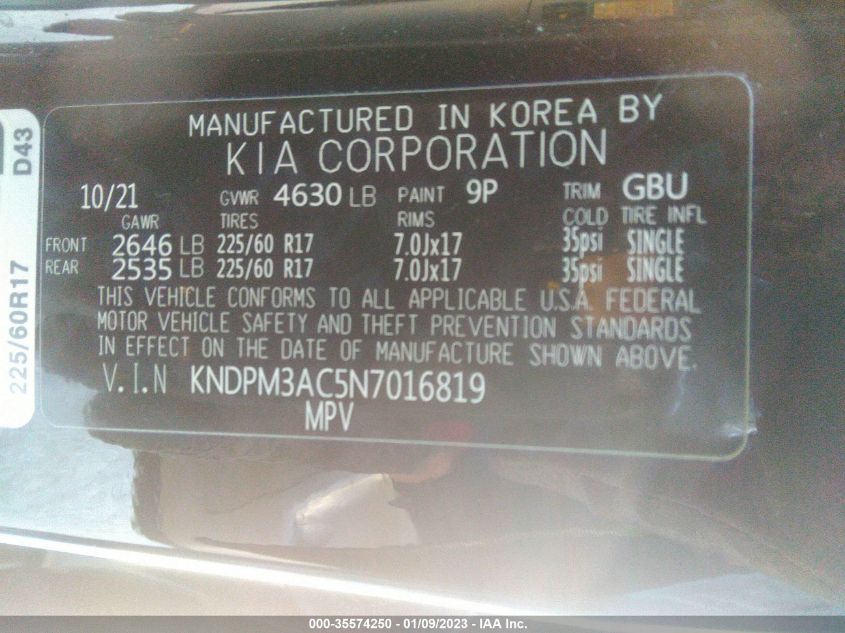 MANUFACTURED IN KOREA BY
KIA CORPORATION
10/21 GVWR 4630 LB PAINT 9P TRIM GBU
GAWR TIRES RIMS COLD TIRE INFL
FRONT 2646 LB 225/60 R17 7.0Jx17 35psi SINGLE
REAR 2535 LB 225/60 R17 7.0Jx17 35psi SINGLE
THIS VEHICLE CONFORMS TO ALL APPLICABLE U.S.A. FEDERAL
MOTOR VEHICLE SAFETY AND THEFT PREVENTION STANDARDS
IN EFFECT ON THE DATE OF MANUFACTURE SHOWN ABOVE.
V.I.N KNDPM3AC5N7016819
MPV
225/60R17 D43
000-35574250 - 01/09/2023 - IAA Inc.